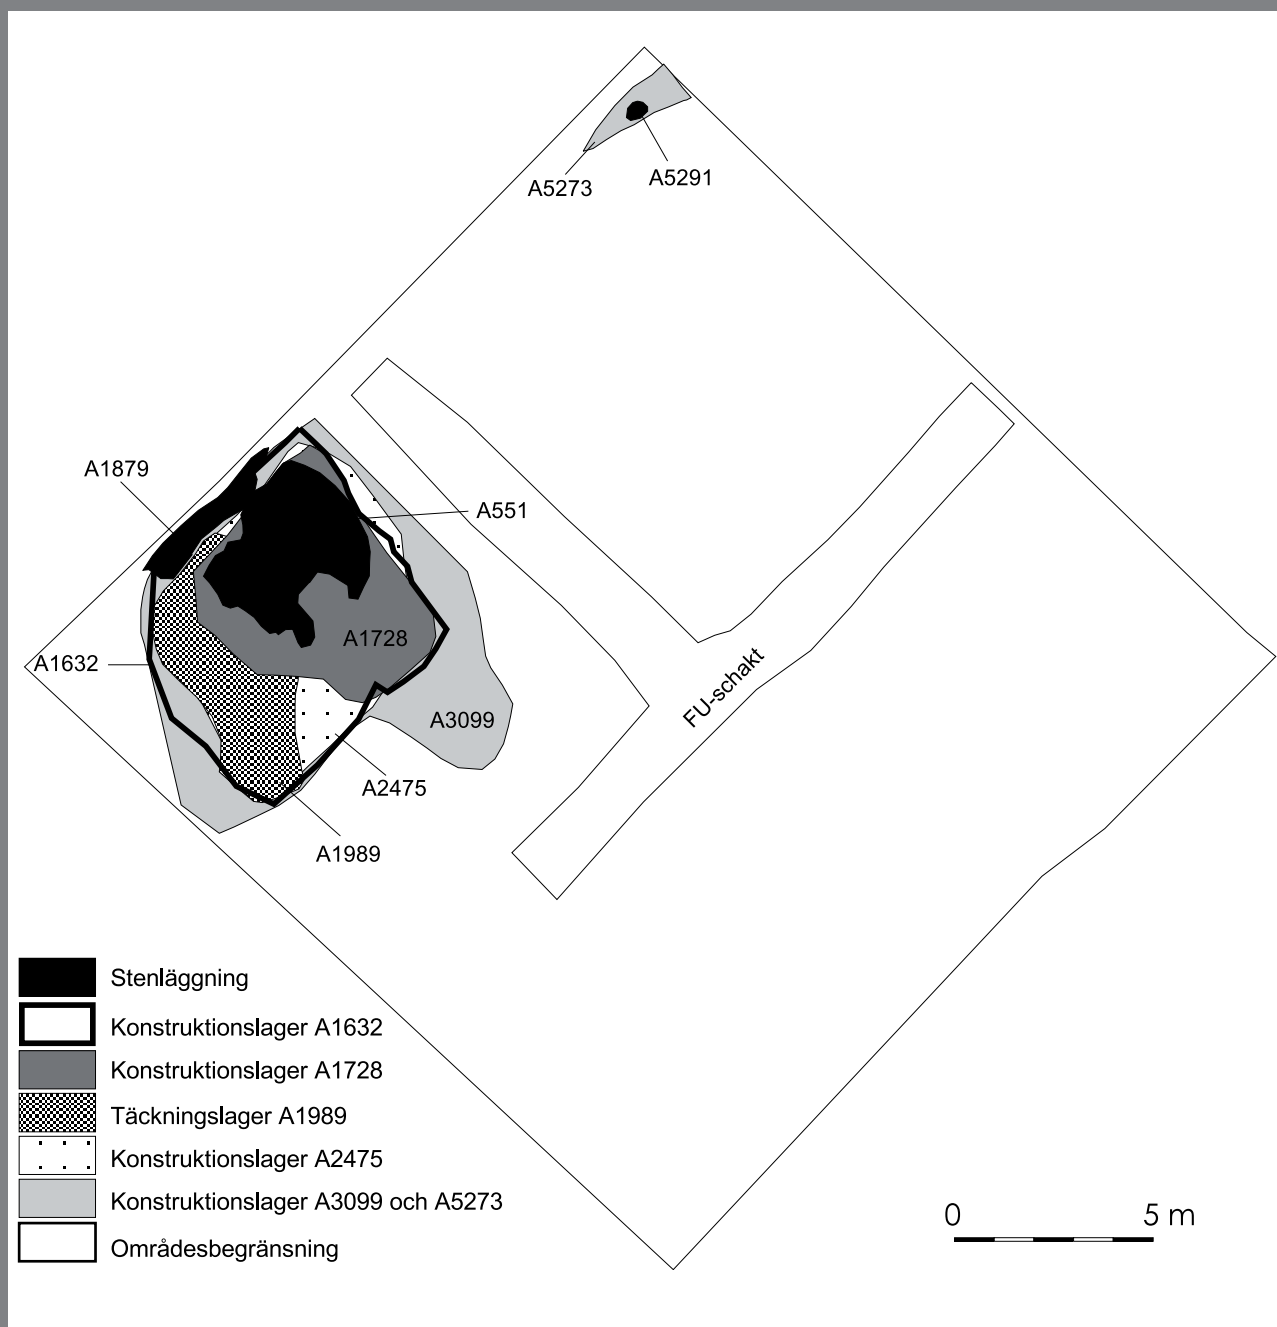 A5273
A5291
A1879
A551
A1728
A1632
A3099
FU-schakt
A2475
A1989
Stenläggning
Konstruktionslager A1632
Konstruktionslager A1728
Täckningslager A1989
Konstruktionslager A2475
Konstruktionslager A3099 och A5273
Områdesbegränsning
0 5 m